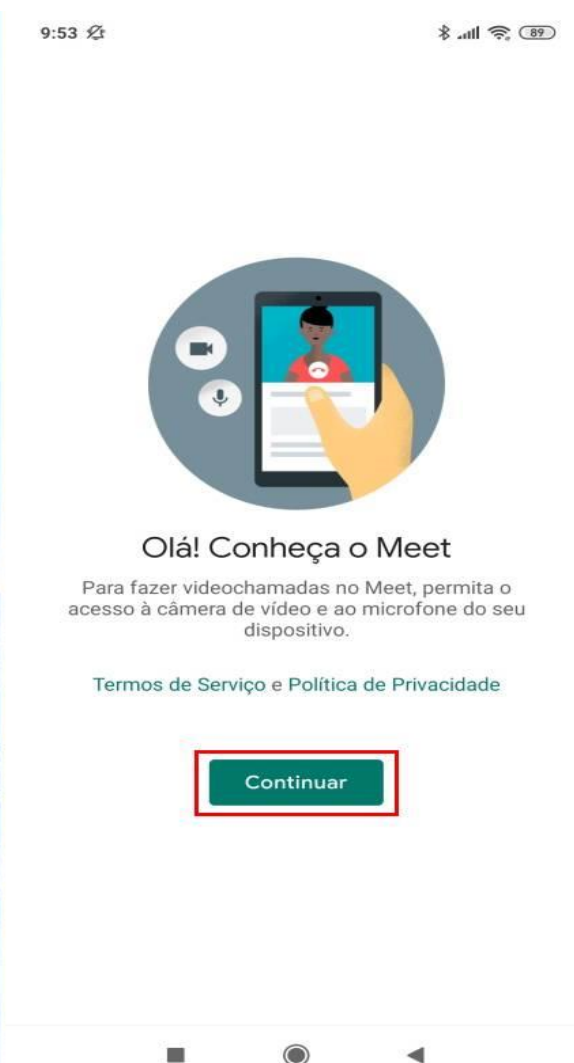 9:53
89
Olá! Conheça o Meet
Para fazer videochamadas no Meet, permita o
acesso à câmera de vídeo e ao microfone do seu
dispositivo.
Termos de Serviço e Política de Privacidade
Continuar